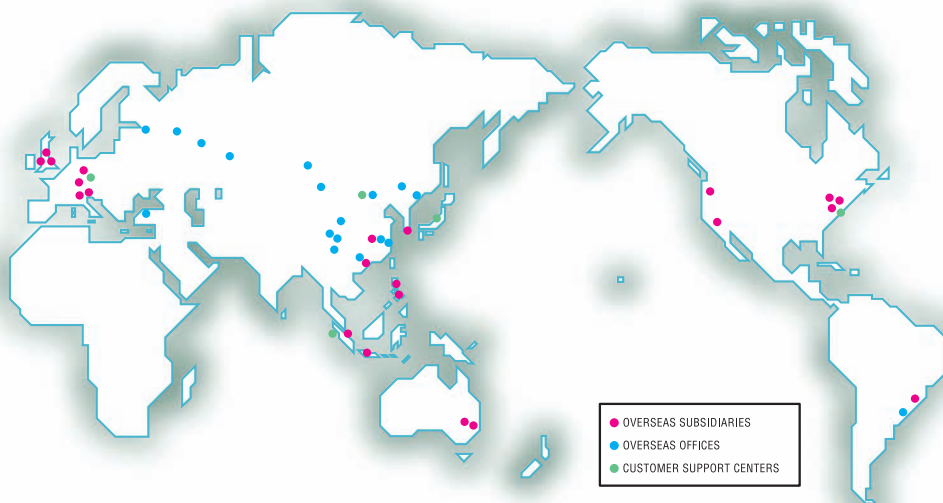 OVERSEAS SUBSIDIARIES
OVERSEAS OFFICES
CUSTOMER SUPPORT CENTERS